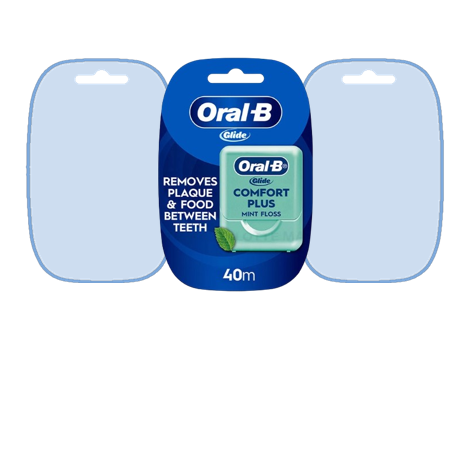 Oral-B
Glide
REMOVES
PLAQUE
& FOOD
BETWEEN
TEETH
Oral-B®
Glide
COMFORT
PLUS
MINT FLOSS
40m